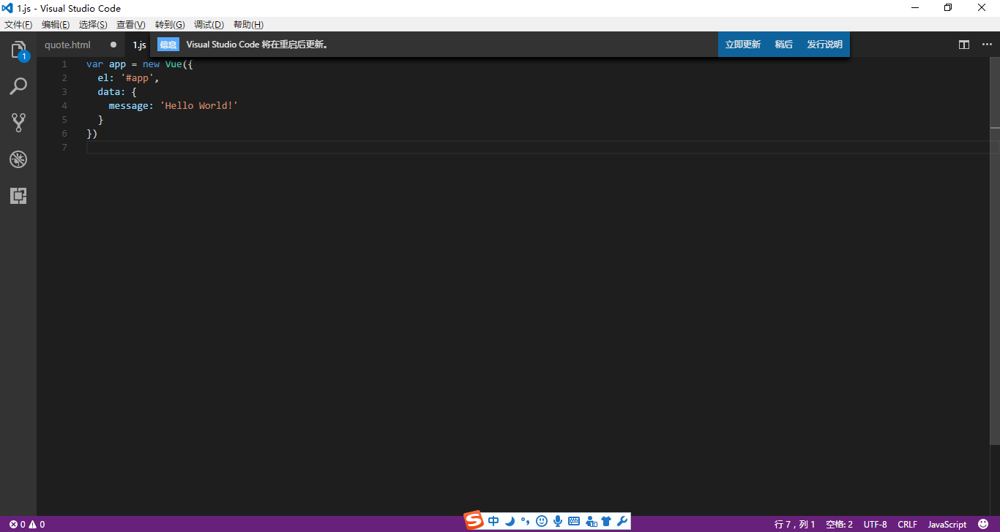 1.js - Visual Studio Code
文件(F) 编辑(E) 选择(S) 查看(V) 转到(G) 调试(D) 帮助(H)
1
quote.html 1.js 信息 Visual Studio Code 将在重启后更新。 立即更新 稍后 发行说明
1 var app = new Vue({
2   el: '#app',
3   data: {
4     message: 'Hello World!'
5   }
6 })
7
0 0 中 行 7，列 1 空格: 2 UTF-8 CRLF JavaScript